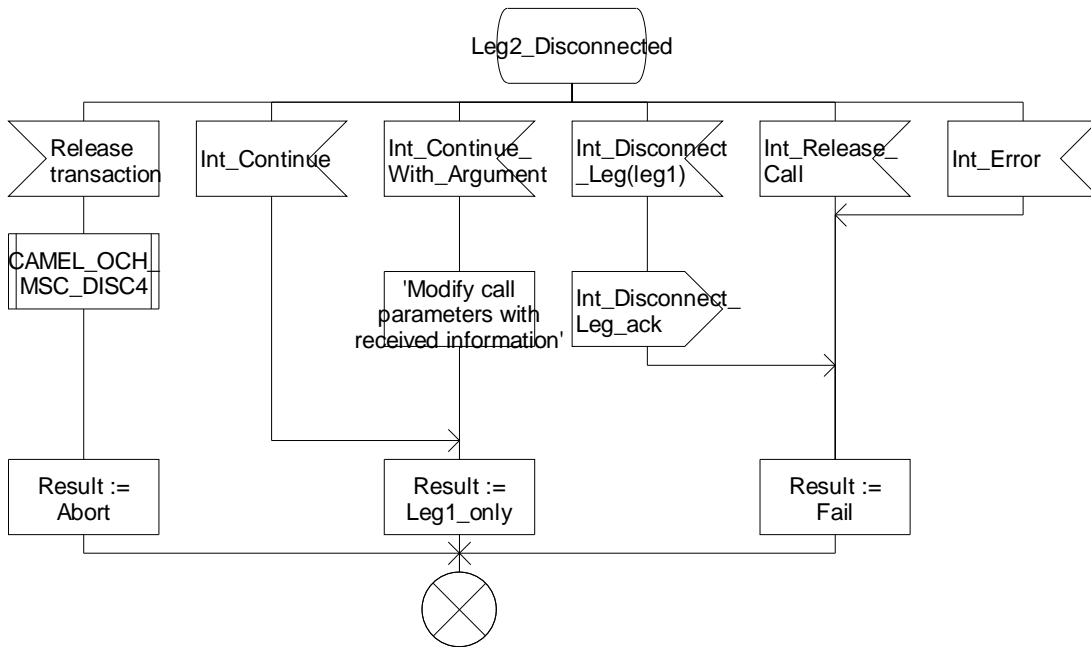 Leg2_Disconnected
Release
transaction
Int_Continue
Int_Continue_
With_Argument
Int_Disconnect
_Leg(leg1)
Int_Release_
Call
Int_Error
CAMEL_OCH_
MSC_DISC4
'Modify call
parameters with
received information'
Int_Disconnect_
Leg_ack
Result :=
Abort
Result :=
Leg1_only
Result :=
Fail